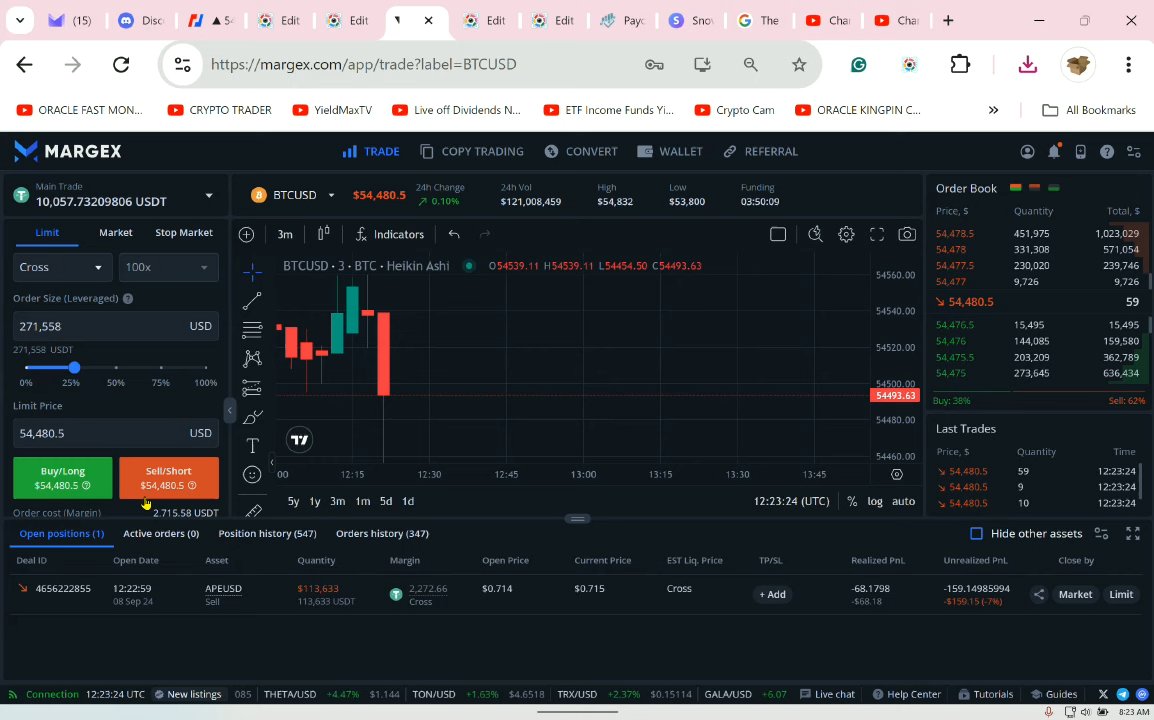 (15)
Disc
54
Edit
Edit
Edit
Edit
Payc
Snov
The
Char
Char
https://margex.com/app/trade?label=BTCUSD
ORACLE FAST MON...
CRYPTO TRADER
YieldMaxTV
Live off Dividends N...
ETF Income Funds Yi...
Crypto Cam
ORACLE KINGPIN C...
»
All Bookmarks
MARGEX
TRADE
COPY TRADING
CONVERT
WALLET
REFERRAL
Main Trade
10,057.73209806 USDT
BTCUSD
$54,480.5
24h Change
0.10%
24h Vol
$121,008,459
High
$54,832
Low
$53,800
Funding
03:50:09
Limit
Market
Stop Market
Cross
100x
Order Size (Leveraged)
271,558 USD
271,558 USDT
0% 25% 50% 75% 100%
Limit Price
54,480.5 USD
Buy/Long
$54,480.5
Sell/Short
$54,480.5
Order cost (Margin) 2,715.58 USDT
3m
Indicators
BTCUSD · 3 · BTC · Heikin Ashi
O54539.11 H54539.11 L54454.50 C54493.63
54560.00
54540.00
54520.00
54500.00
54493.63
54480.00
54460.00
:00 12:15 12:30 12:45 13:00 13:15 13:30 13:45
5y 1y 3m 1m 5d 1d
12:23:24 (UTC) % log auto
Order Book
Price, $ Quantity Total, $
54,478.5 451,975 1,023,029
54,478 331,308 571,054
54,477.5 230,020 239,746
54,477 9,726 9,726
54,480.5 59
54,476.5 15,495 15,495
54,476 144,085 159,580
54,475.5 203,209 362,789
54,475 273,645 636,434
Buy: 38% Sell: 62%
Last Trades
Price, $ Quantity Time
54,480.5 59 12:23:24
54,480.5 9 12:23:24
54,480.5 10 12:23:24
Open positions (1)
Active orders (0)
Position history (547)
Orders history (347)
Hide other assets
Deal ID Open Date Asset Quantity Margin Open Price Current Price EST Liq. Price TP/SL Realized PnL Unrealized PnL Close by
4656222855 12:22:59 APEUSD $113,633 2,272.66 $0.714 $0.715 Cross + Add -68.1798 -159.14985994 Market Limit
08 Sep 24 Sell 113,633 USDT Cross -$68.18 -$159.15 (-7%)
Connection 12:23:24 UTC New listings 085 THETA/USD +4.47% $1.144 TON/USD +1.63% $4.6518 TRX/USD +2.37% $0.15114 GALA/USD +6.07 Live chat Help Center Tutorials Guides
8:23 AM